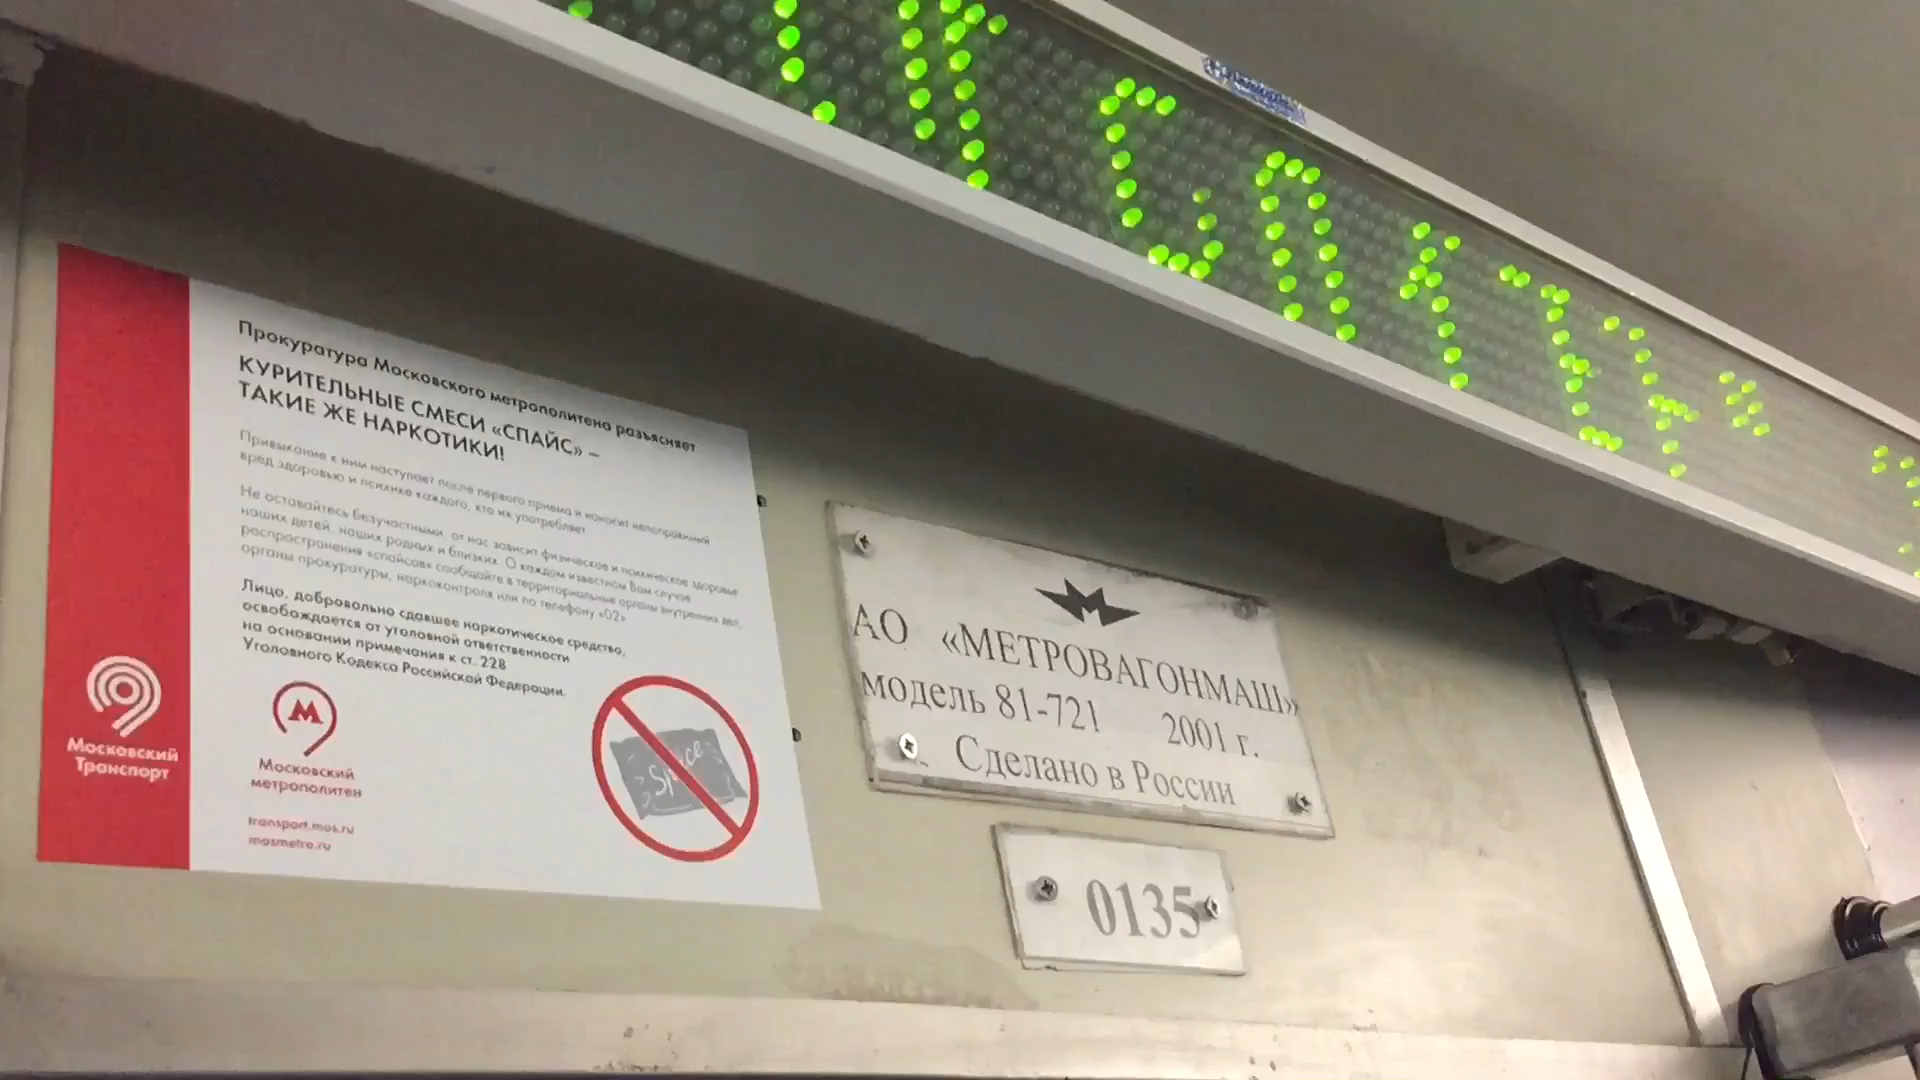 Прокуратура Московского метрополитена разъясняет
КУРИТЕЛЬНЫЕ СМЕСИ «СПАЙС» –
ТАКИЕ ЖЕ НАРКОТИКИ!
Привыкание к ним наступает после первого приема и наносит непоправимый
вред здоровью и психике каждого, кто их употребляет
Не оставайтесь безучастными, от нас зависит физическое и психическое здоровье
наших детей, наших родных и близких. О каждом известном Вам случае
распространения «спайсов» сообщайте в территориальные органы внутренних дел,
органы прокуратуры, наркоконтроля или по телефону «02»
Лицо, добровольно сдавшее наркотическое средство,
освобождается от уголовной ответственности
на основании примечания к ст. 228
Уголовного Кодекса Российской Федерации.
Московский
Транспорт
М
Московский
метрополитен
transport.mos.ru
mosmetro.ru
Spice
АО «МЕТРОВАГОНМАШ»
модель 81-721 2001 г.
Сделано в России
0135